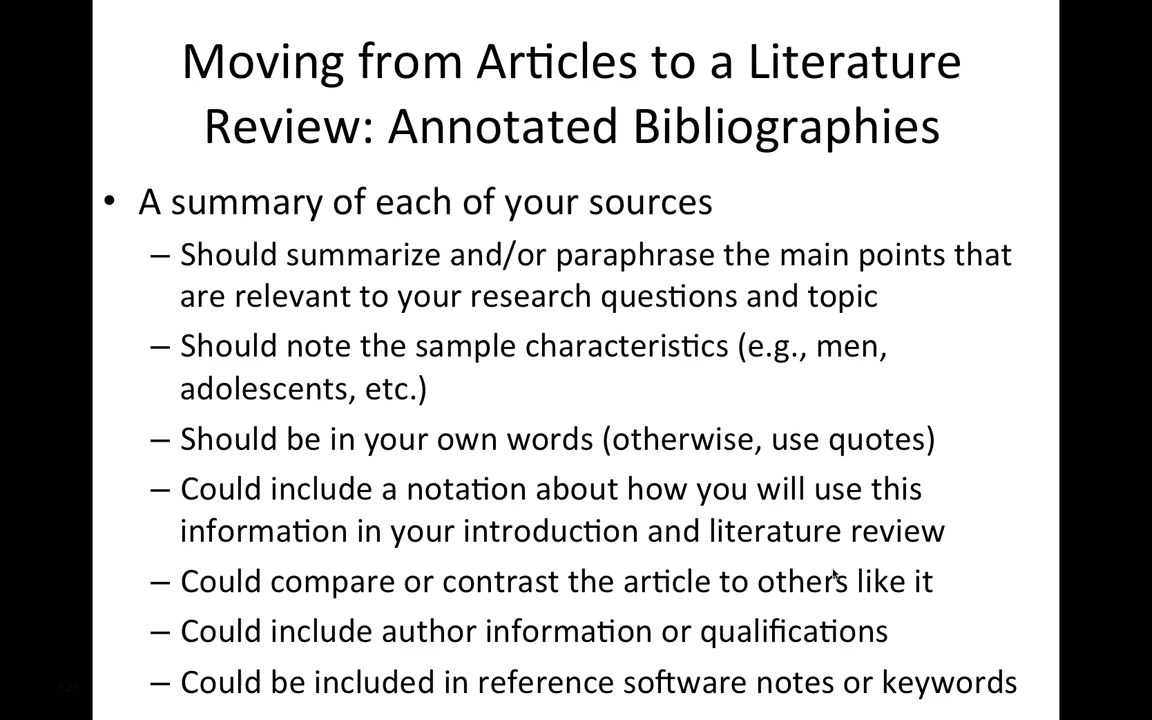 Moving from Articles to a Literature
Review: Annotated Bibliographies
• A summary of each of your sources
– Should summarize and/or paraphrase the main points that
are relevant to your research questions and topic
– Should note the sample characteristics (e.g., men,
adolescents, etc.)
– Should be in your own words (otherwise, use quotes)
– Could include a notation about how you will use this
information in your introduction and literature review
– Could compare or contrast the article to others like it
– Could include author information or qualifications
– Could be included in reference software notes or keywords